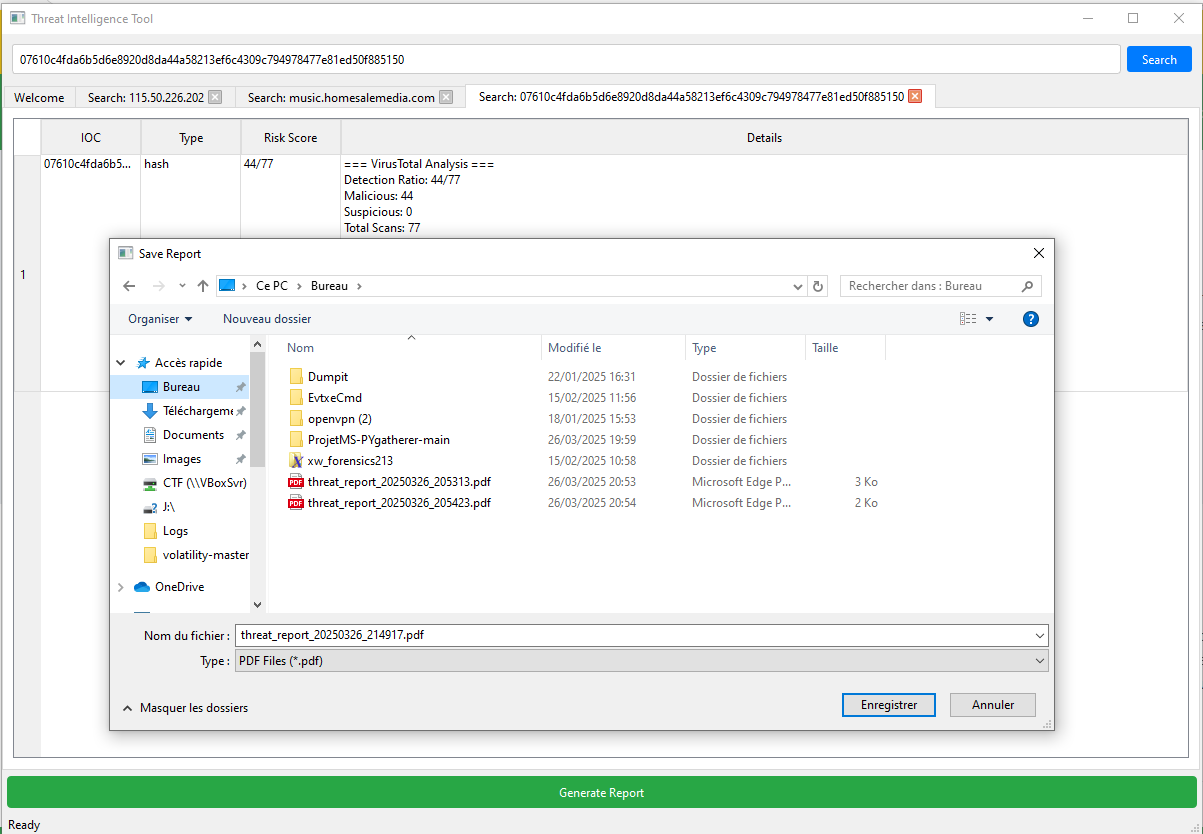 Threat Intelligence Tool
07610c4fda6b5d6e8920d8da44a58213ef6c4309c794978477e81ed50f885150
Search
Welcome
Search: 115.50.226.202
Search: music.homesalemedia.com
Search: 07610c4fda6b5d6e8920d8da44a58213ef6c4309c794978477e81ed50f885150
IOC Type Risk Score Details
1
07610c4fda6b5... hash 44/77 === VirusTotal Analysis ===
Detection Ratio: 44/77
Malicious: 44
Suspicious: 0
Total Scans: 77
Save Report
Ce PC > Bureau >
Rechercher dans : Bureau
Organiser Nouveau dossier
Accès rapide
Bureau
Téléchargeme
Documents
Images
CTF (\\VBoxSvr)
J:\
Logs
volatility-master
OneDrive
Nom Modifié le Type Taille
Dumpit 22/01/2025 16:31 Dossier de fichiers
EvtxeCmd 15/02/2025 11:56 Dossier de fichiers
openvpn (2) 18/01/2025 15:53 Dossier de fichiers
ProjetMS-PYgatherer-main 26/03/2025 19:59 Dossier de fichiers
xw_forensics213 15/02/2025 10:58 Dossier de fichiers
PDF threat_report_20250326_205313.pdf 26/03/2025 20:53 Microsoft Edge P... 3 Ko
PDF threat_report_20250326_205423.pdf 26/03/2025 20:54 Microsoft Edge P... 2 Ko
Nom du fichier : threat_report_20250326_214917.pdf
Type : PDF Files (*.pdf)
Masquer les dossiers
Enregistrer Annuler
Generate Report
Ready